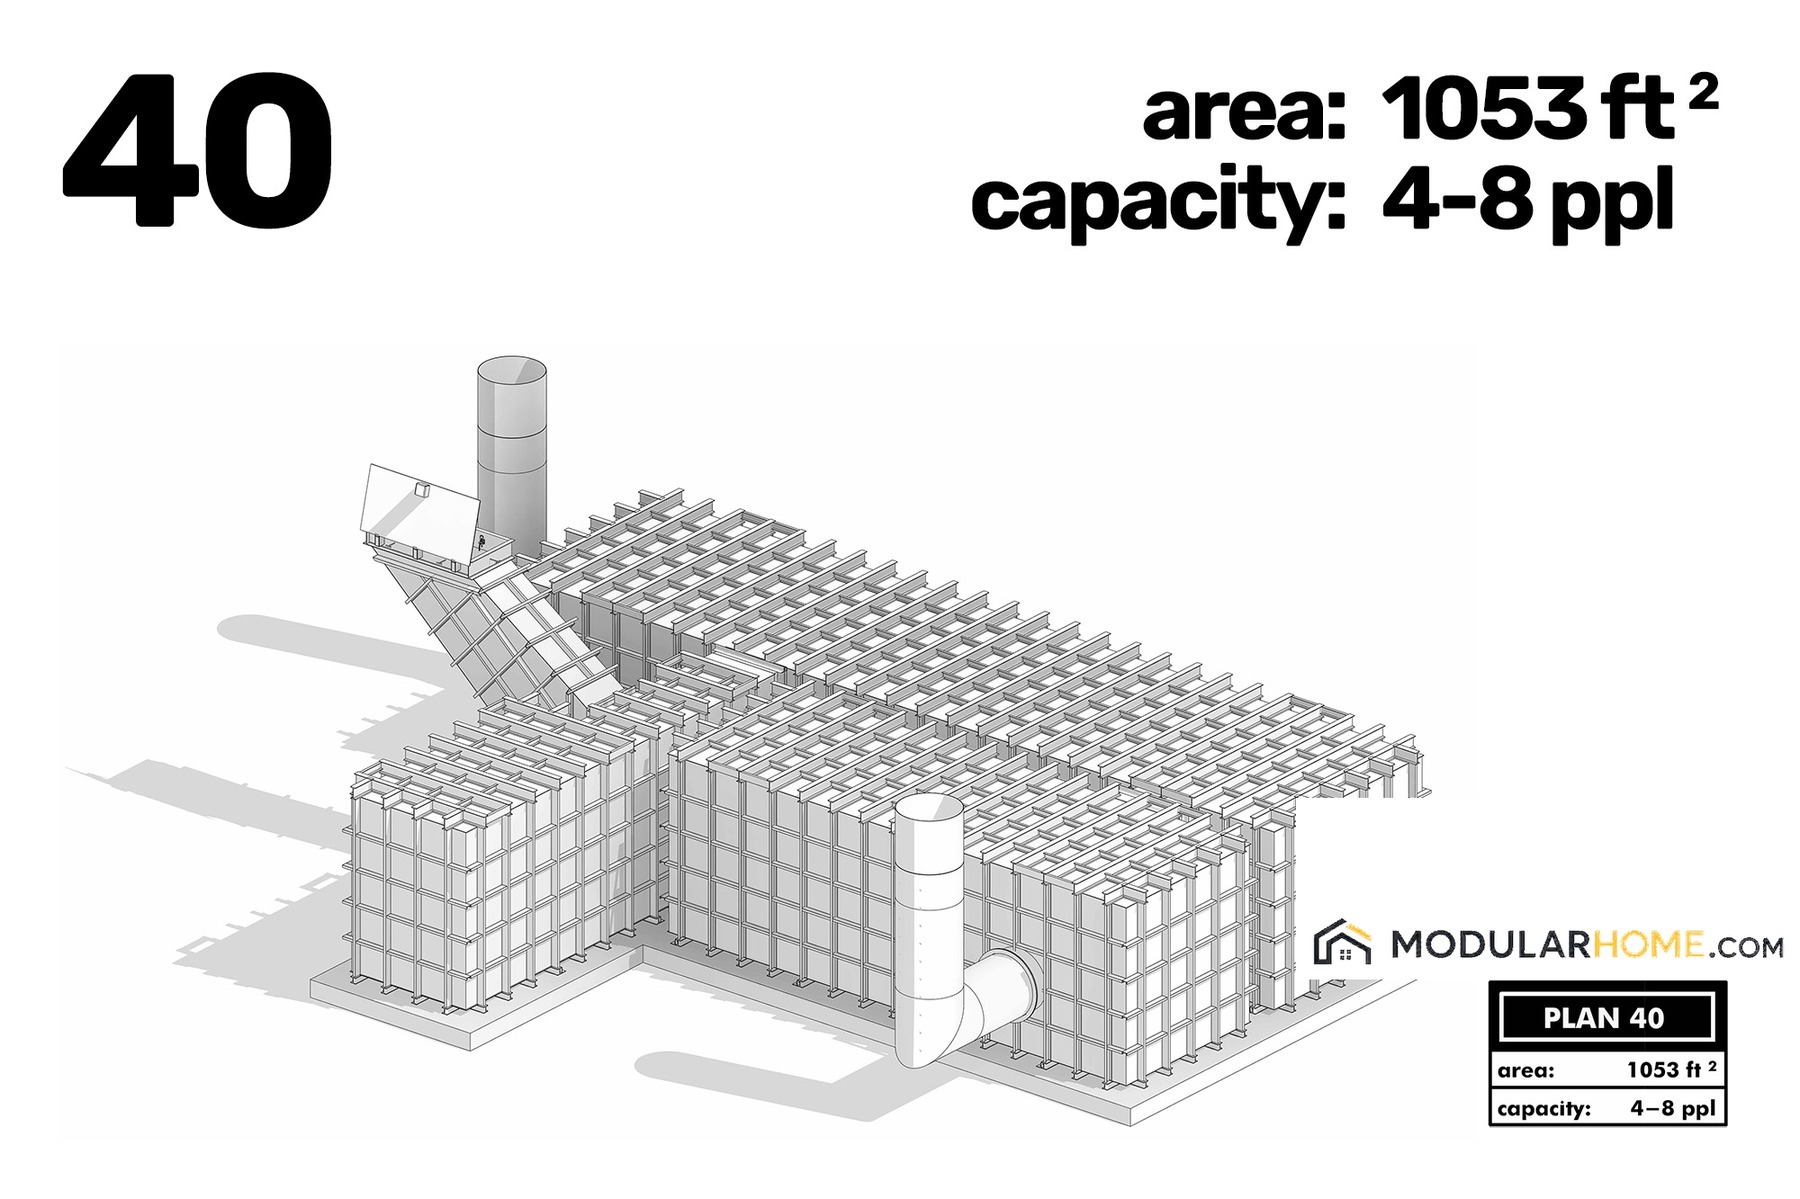 40
area: 1053 ft ²
capacity: 4-8 ppl
MODULARHOME.COM
PLAN 40
area: 1053 ft ²
capacity: 4–8 ppl